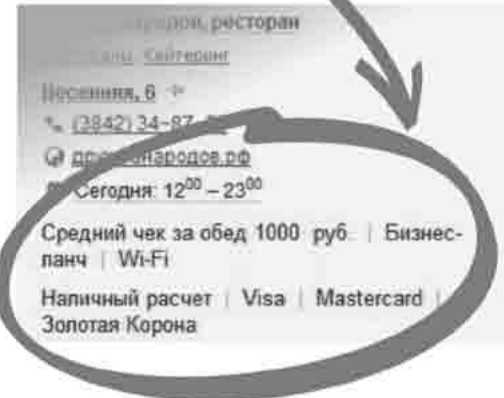 ресторан
Кейтеринг
Весенняя, 6
(3842) 34-87-
Сегодня: 12⁰⁰ – 23⁰⁰
Средний чек за обед 1000 руб. | Бизнес-
ланч | Wi-Fi
Наличный расчет | Visa | Mastercard |
Золотая Корона